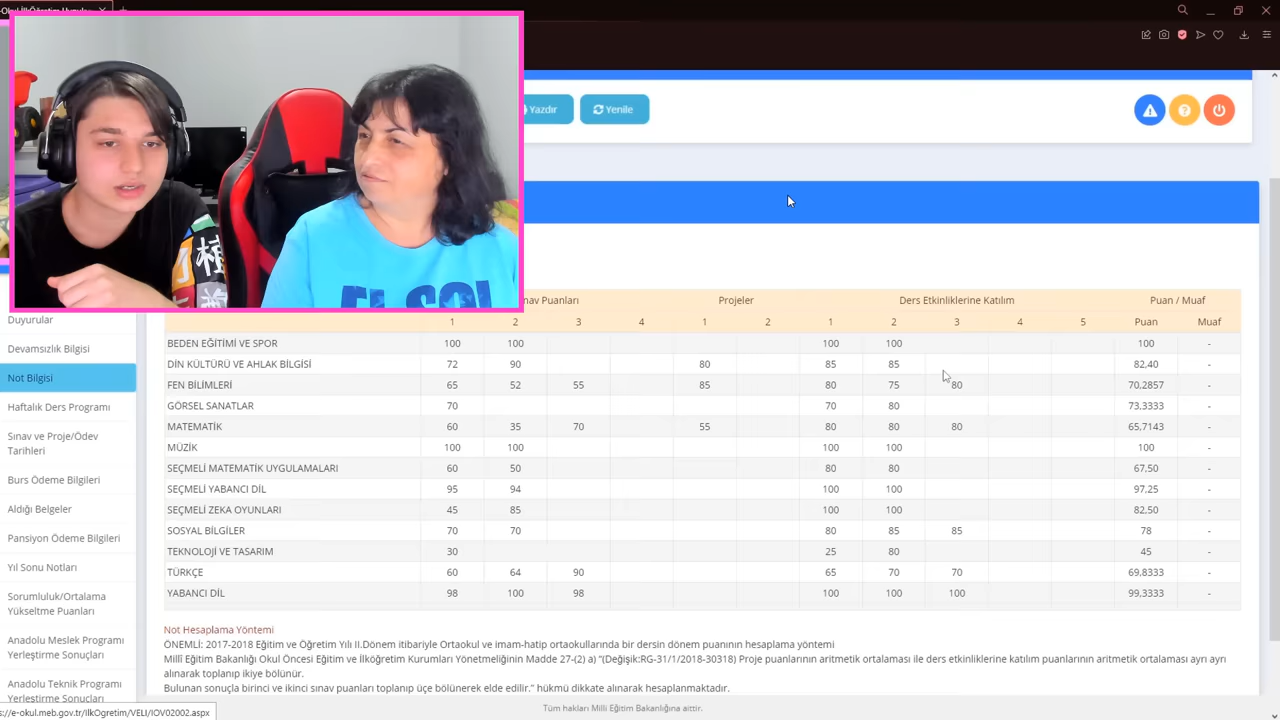 Yazdır
Yenile
Puanları
Projeler
Ders Etkinliklerine Katılım
Puan / Muaf
1 2 3 4 1 2 1 2 3 4 5 Puan Muaf
BEDEN EĞİTİMİ VE SPOR 100 100 100 100 100 -
DİN KÜLTÜRÜ VE AHLAK BİLGİSİ 72 90 80 85 85 82,40 -
FEN BİLİMLERİ 65 52 55 85 80 75 80 70,2857 -
GÖRSEL SANATLAR 70 70 80 73,3333 -
MATEMATİK 60 35 70 55 80 80 80 65,7143 -
MÜZİK 100 100 100 100 100 -
SEÇMELİ MATEMATİK UYGULAMALARI 60 50 80 80 67,50 -
SEÇMELİ YABANCI DİL 95 94 100 100 97,25 -
SEÇMELİ ZEKA OYUNLARI 45 85 100 100 82,50 -
SOSYAL BİLGİLER 70 70 80 85 85 78 -
TEKNOLOJİ VE TASARIM 30 25 80 45 -
TÜRKÇE 60 64 90 65 70 70 69,8333 -
YABANCI DİL 98 100 98 100 100 100 99,3333 -
Duyurular
Devamsızlık Bilgisi
Not Bilgisi
Haftalık Ders Programı
Sınav ve Proje/Ödev
Tarihleri
Burs Ödeme Bilgileri
Aldığı Belgeler
Pansiyon Ödeme Bilgileri
Yıl Sonu Notları
Sorumluluk/Ortalama
Yükseltme Puanları
Anadolu Meslek Programı
Yerleştirme Sonuçları
Anadolu Teknik Programı
Yerleştirme Sonuçları
Not Hesaplama Yöntemi
ÖNEMLİ: 2017-2018 Eğitim ve Öğretim Yılı II.Dönem itibariyle Ortaokul ve imam-hatip ortaokullarında bir dersin dönem puanının hesaplama yöntemi
Millî Eğitim Bakanlığı Okul Öncesi Eğitim ve İlköğretim Kurumları Yönetmeliğinin Madde 27-(2) a) "(Değişik:RG-31/1/2018-30318) Proje puanlarının aritmetik ortalaması ile ders etkinliklerine katılım puanlarının aritmetik ortalaması ayrı ayrı
alınarak toplanıp ikiye bölünür.
Bulunan sonuçla birinci ve ikinci sınav puanları toplanıp üçe bölünerek elde edilir." hükmü dikkate alınarak hesaplanmaktadır.
Tüm hakları Milli Eğitim Bakanlığına aittir.
s://e-okul.meb.gov.tr/IlkOgretim/VELI/IOV02002.aspx